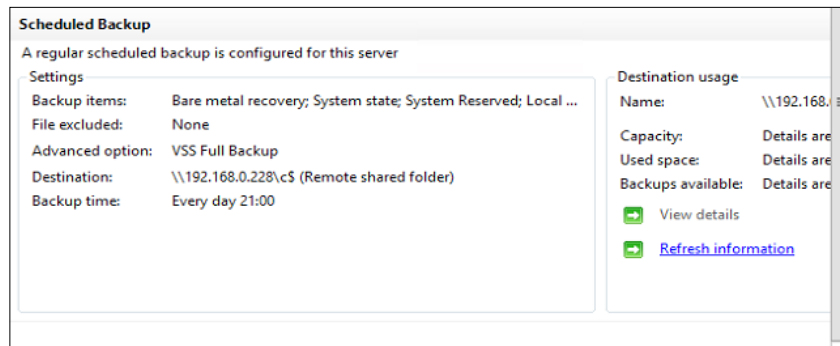 Scheduled Backup
A regular scheduled backup is configured for this server
Settings
Backup items: Bare metal recovery; System state; System Reserved; Local ...
File excluded: None
Advanced option: VSS Full Backup
Destination: \\192.168.0.228\c$ (Remote shared folder)
Backup time: Every day 21:00
Destination usage
Name: \\192.168.
Capacity: Details are
Used space: Details are
Backups available: Details are
View details
Refresh information